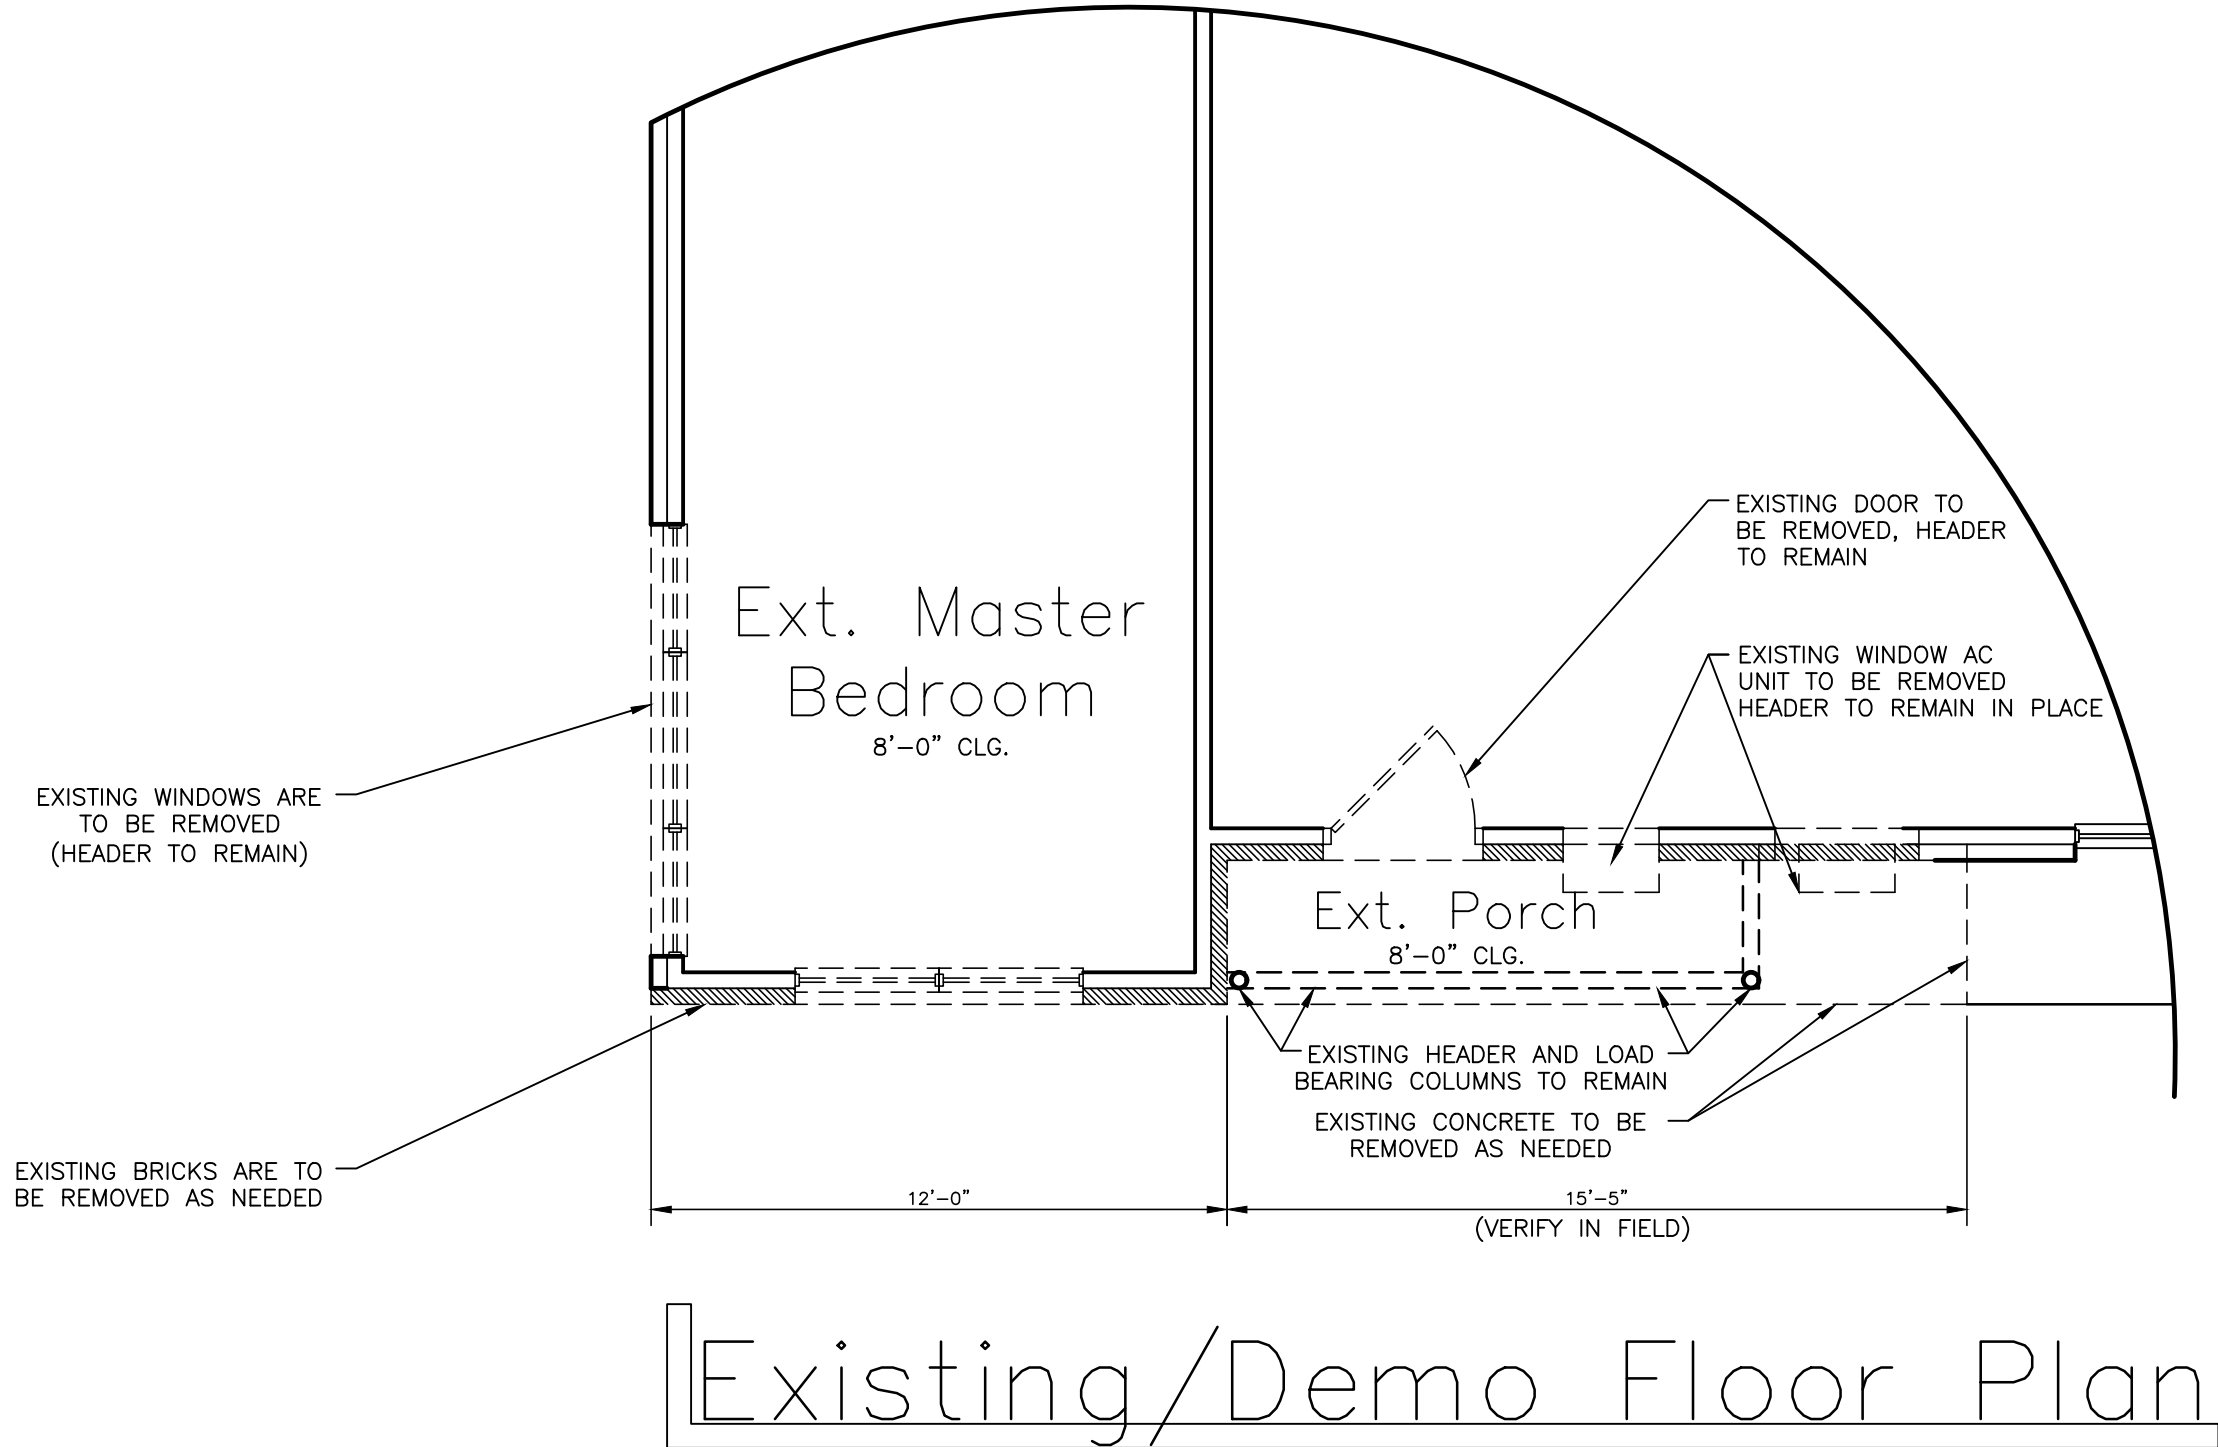 EXISTING DOOR TO
BE REMOVED, HEADER
TO REMAIN
Ext. Master
Bedroom
8'-0" CLG.
EXISTING WINDOW AC
UNIT TO BE REMOVED
HEADER TO REMAIN IN PLACE
EXISTING WINDOWS ARE
TO BE REMOVED
(HEADER TO REMAIN)
Ext. Porch
8'-0" CLG.
EXISTING HEADER AND LOAD
BEARING COLUMNS TO REMAIN
EXISTING CONCRETE TO BE
REMOVED AS NEEDED
EXISTING BRICKS ARE TO
BE REMOVED AS NEEDED
12'-0"
15'-5"
(VERIFY IN FIELD)
Existing/Demo Floor Plan